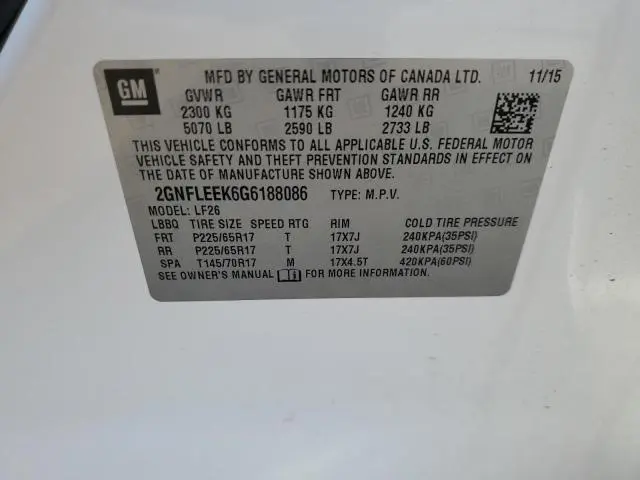 GM MFD BY GENERAL MOTORS OF CANADA LTD. 11/15
GVWR GAWR FRT GAWR RR
2300 KG 1175 KG 1240 KG
5070 LB 2590 LB 2733 LB
THIS VEHICLE CONFORMS TO ALL APPLICABLE U.S. FEDERAL MOTOR
VEHICLE SAFETY AND THEFT PREVENTION STANDARDS IN EFFECT ON
THE DATE OF MANUFACTURE SHOWN ABOVE.
2GNFLEEK6G6188086 TYPE: M.P.V.
MODEL: LF26
LBBQ TIRE SIZE SPEED RTG RIM COLD TIRE PRESSURE
FRT P225/65R17 T 17X7J 240KPA(35PSI)
RR P225/65R17 T 17X7J 240KPA(35PSI)
SPA T145/70R17 M 17X4.5T 420KPA(60PSI)
SEE OWNER'S MANUAL FOR MORE INFORMATION.